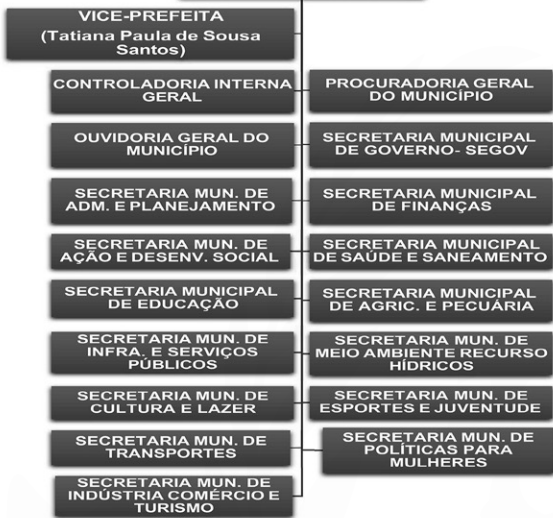 VICE-PREFEITA
(Tatiana Paula de Sousa
Santos)
CONTROLADORIA INTERNA
GERAL
PROCURADORIA GERAL
DO MUNICÍPIO
OUVIDORIA GERAL DO
MUNICÍPIO
SECRETARIA MUNICIPAL
DE GOVERNO- SEGOV
SECRETARIA MUN. DE
ADM. E PLANEJAMENTO
SECRETARIA MUNICIPAL
DE FINANÇAS
SECRETARIA MUN. DE
AÇÃO E DESENV. SOCIAL
SECRETARIA MUNICIPAL
DE SAÚDE E SANEAMENTO
SECRETARIA MUNICIPAL
DE EDUCAÇÃO
SECRETARIA MUNICIPAL
DE AGRIC. E PECUÁRIA
SECRETARIA MUN. DE
INFRA. E SERVIÇOS
PÚBLICOS
SECRETARIA MUN. DE
MEIO AMBIENTE RECURSO
HÍDRICOS
SECRETARIA MUN. DE
CULTURA E LAZER
SECRETARIA MUN. DE
ESPORTES E JUVENTUDE
SECRETARIA MUN. DE
TRANSPORTES
SECRETARIA MUN. DE
POLÍTICAS PARA
MULHERES
SECRETARIA MUN. DE
INDÚSTRIA COMÉRCIO E
TURISMO